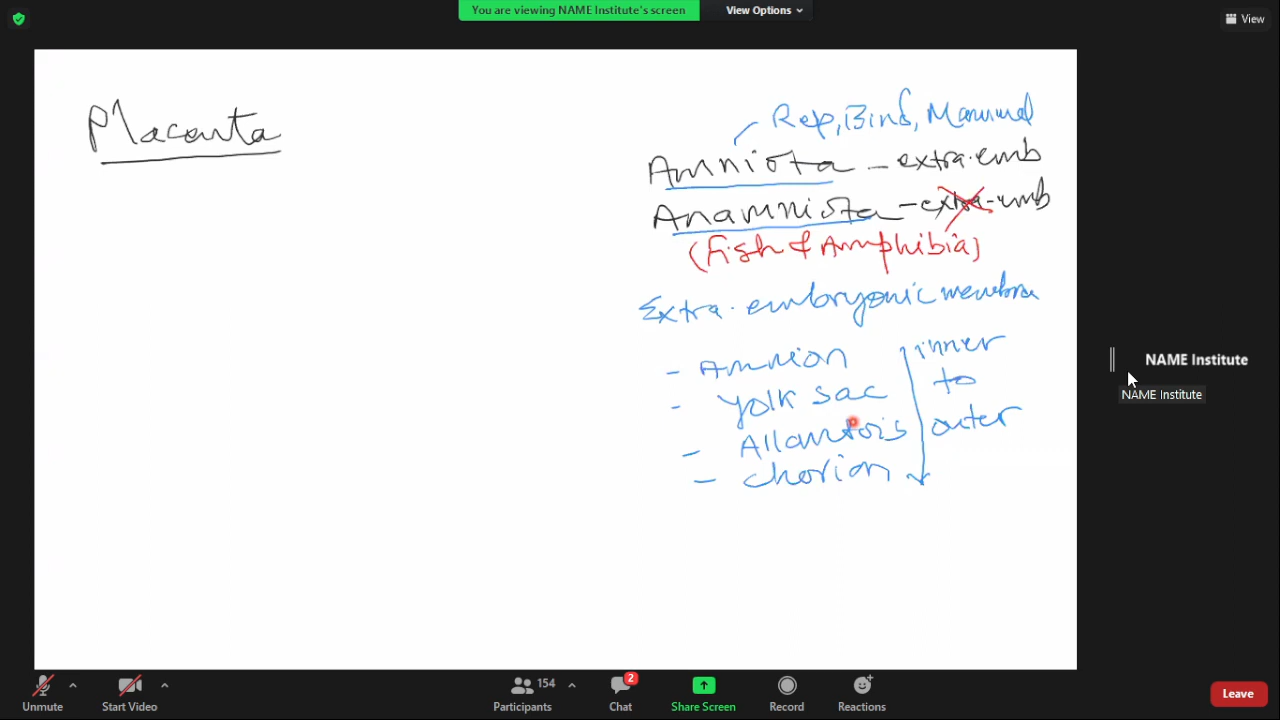 You are viewing NAME Institute's screen
View Options
View
Placenta
Rep, Bird, Mammal
Amniota - extra-emb
Anamniota - extra-emb
(Fish & Amphibia)
Extra-embryonic membra
- Amnion
- Yolk sac
- Allantois
- Chorion
inner
to
outer
NAME Institute
NAME Institute
Unmute
Start Video
154
Participants
2
Chat
Share Screen
Record
Reactions
Leave